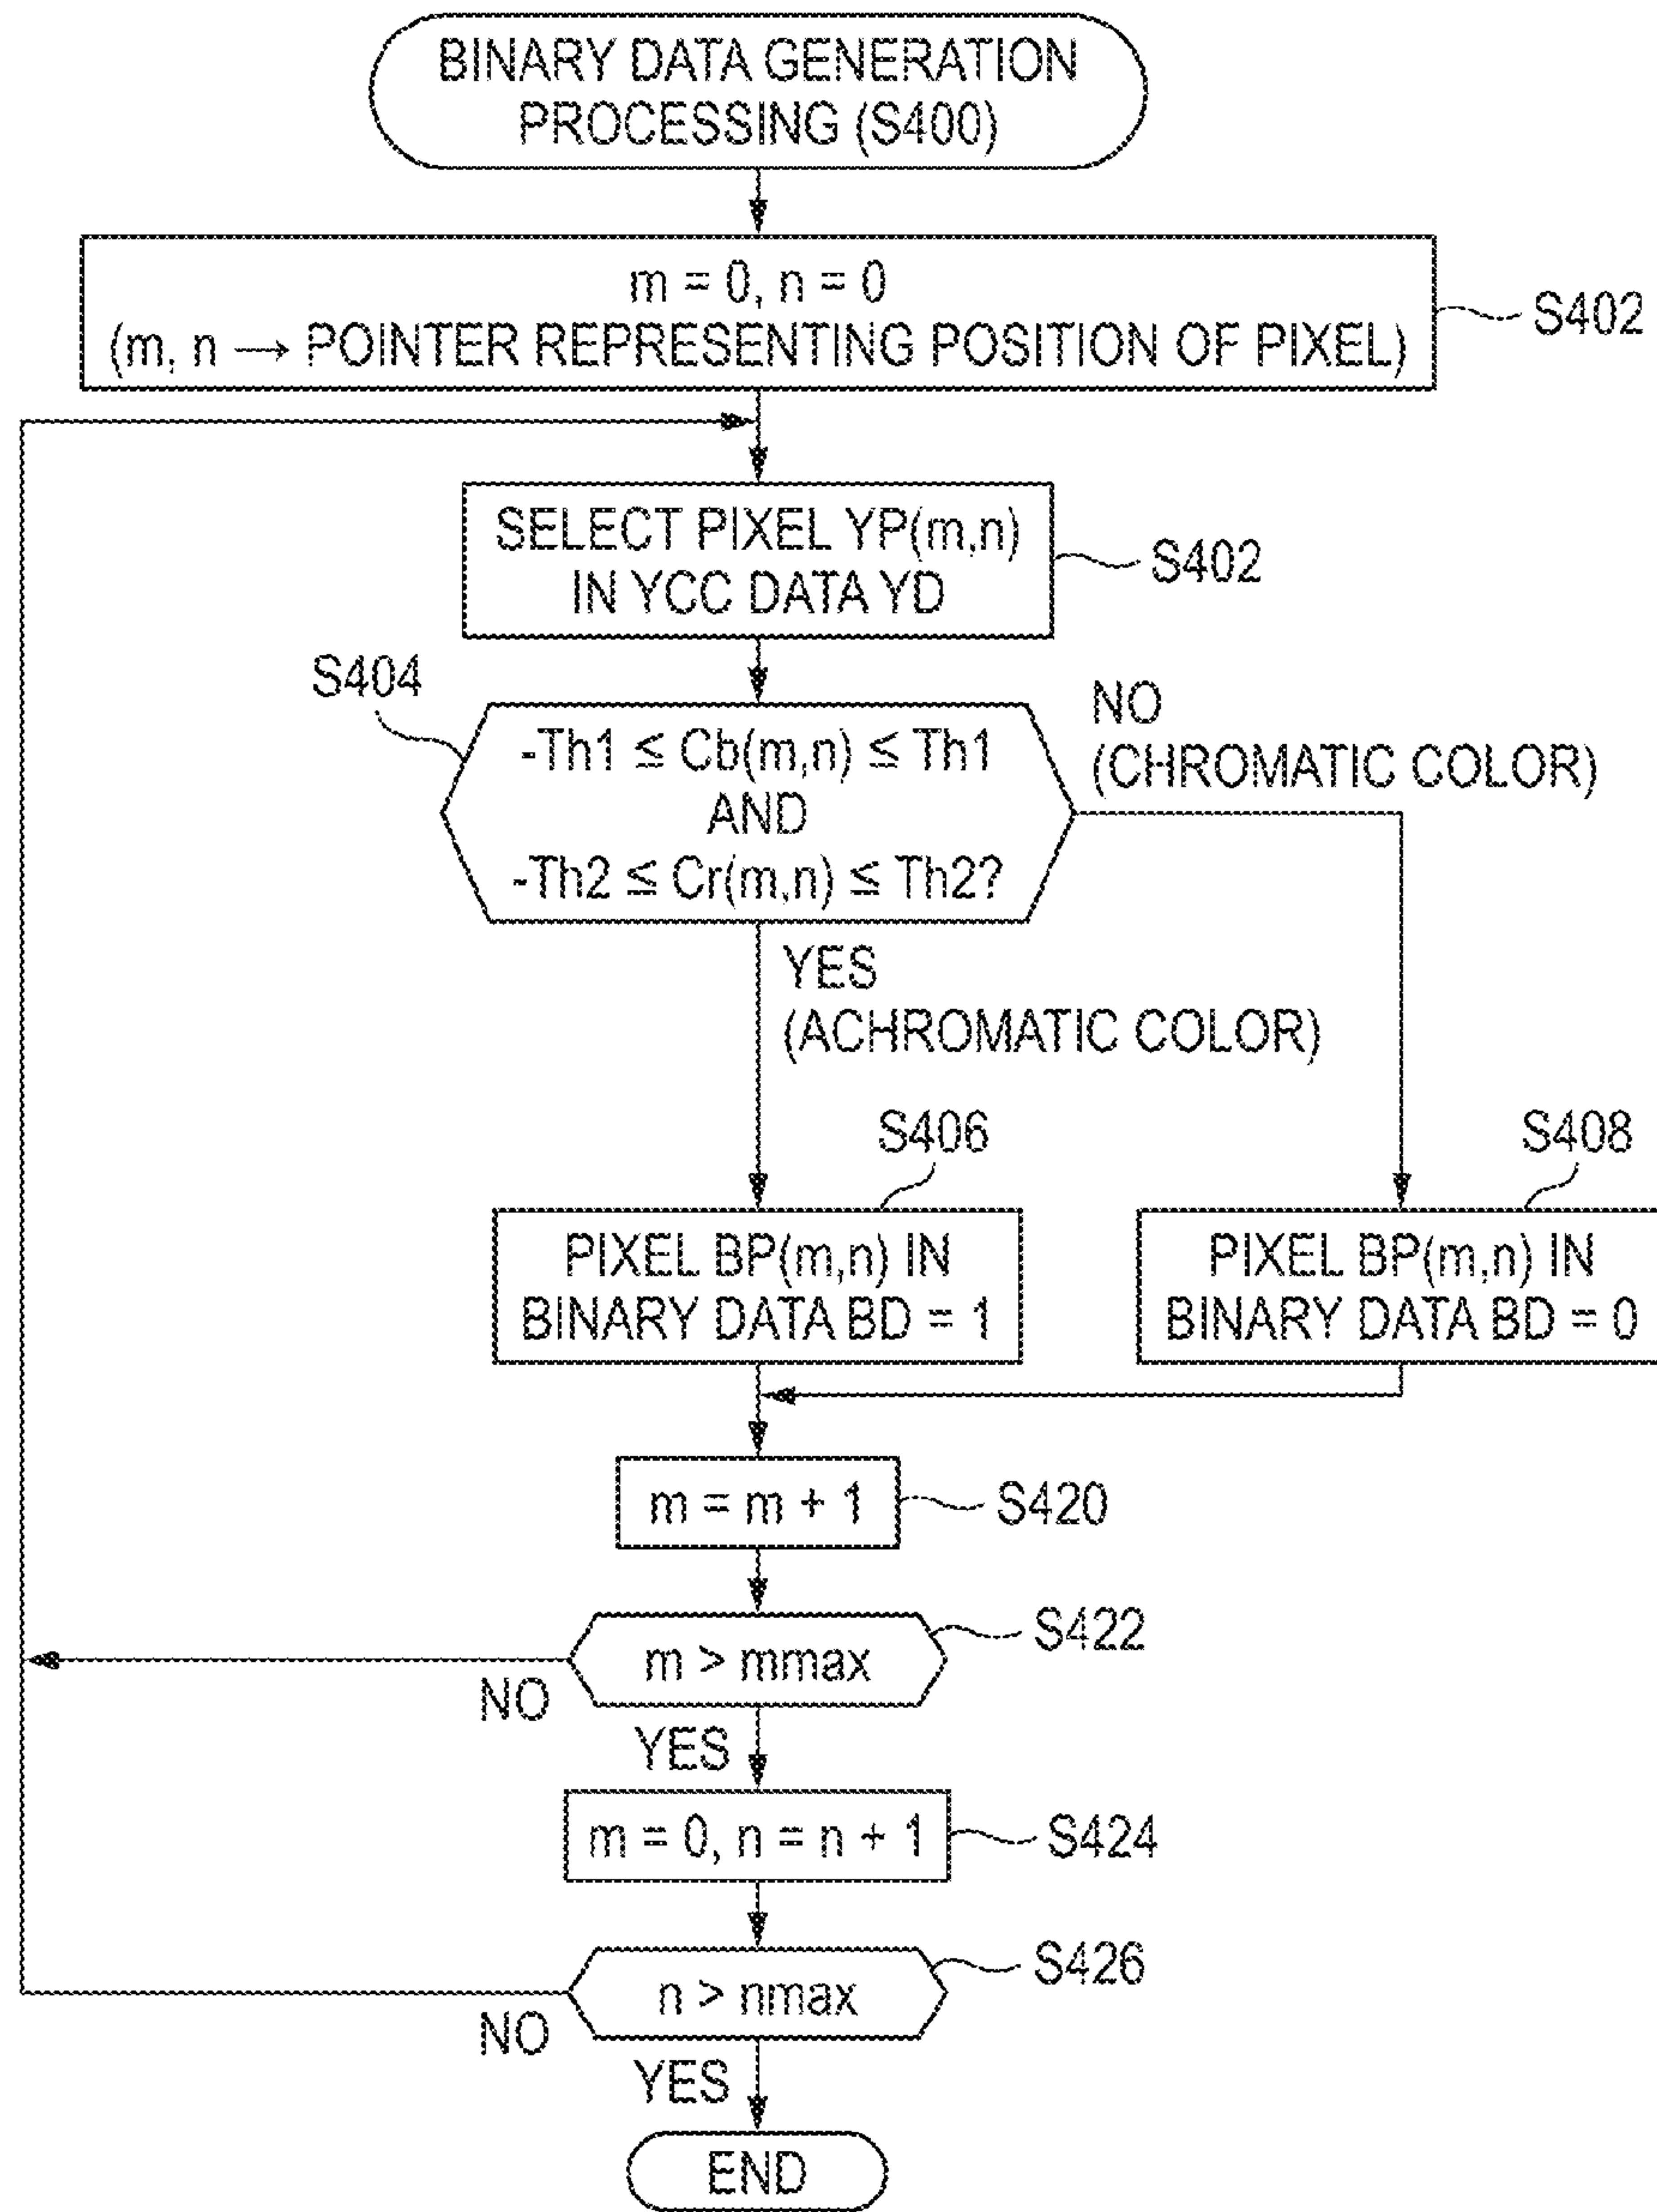 BINARY DATA GENERATION
PROCESSING (S400)
m = 0, n = 0
(m, n → POINTER REPRESENTING POSITION OF PIXEL)
S402
SELECT PIXEL YP(m,n)
IN YCC DATA YD
S402
S404
-Th1 ≦ Cb(m,n) ≦ Th1
AND
-Th2 ≦ Cr(m,n) ≦ Th2?
NO
(CHROMATIC COLOR)
YES
(ACHROMATIC COLOR)
S406
PIXEL BP(m,n) IN
BINARY DATA BD = 1
S408
PIXEL BP(m,n) IN
BINARY DATA BD = 0
m = m + 1
S420
m > mmax
S422
NO
YES
m = 0, n = n + 1
S424
n > nmax
S426
NO
YES
END